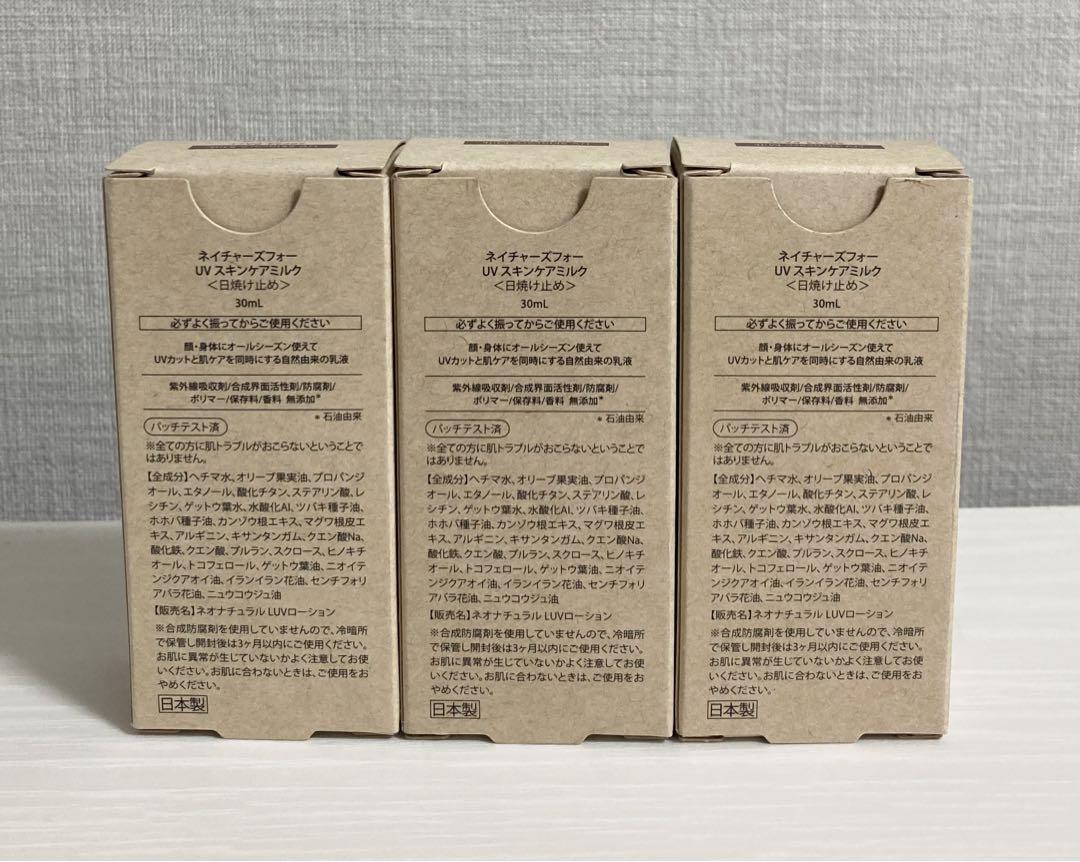 ネイチャーズフォー
UV スキンケアミルク
＜日焼け止め＞
30mL
必ずよく振ってからご使用ください
顔・身体にオールシーズン使えて
UVカットと肌ケアを同時にする自然由来の乳液
紫外線吸収剤/合成界面活性剤/防腐剤/
ポリマー/保存料/香料 無添加*
* 石油由来
パッチテスト済
※全ての方に肌トラブルがおこらないということで
はありません。
【全成分】ヘチマ水、オリーブ果実油、プロパンジ
オール、エタノール、酸化チタン、ステアリン酸、レ
シチン、ゲットウ葉水、水酸化Al、ツバキ種子油、
ホホバ種子油、カンゾウ根エキス、マグワ根皮エ
キス、アルギニン、キサンタンガム、クエン酸Na、
酸化鉄、クエン酸、プルラン、スクロース、ヒノキチ
オール、トコフェロール、ゲットウ葉油、ニオイテ
ンジクアオイ油、イランイラン花油、センチフォリ
アバラ花油、ニュウコウジュ油
【販売名】ネオナチュラル LUVローション
※合成防腐剤を使用していませんので、冷暗所
で保管し開封後は3ヶ月以内にご使用ください。
お肌に異常が生じていないかよく注意してお使
いください。お肌に合わないときは、ご使用をお
やめください。
日本製
ネイチャーズフォー
UV スキンケアミルク
＜日焼け止め＞
30mL
必ずよく振ってからご使用ください
顔・身体にオールシーズン使えて
UVカットと肌ケアを同時にする自然由来の乳液
紫外線吸収剤/合成界面活性剤/防腐剤/
ポリマー/保存料/香料 無添加*
* 石油由来
パッチテスト済
※全ての方に肌トラブルがおこらないということで
はありません。
【全成分】ヘチマ水、オリーブ果実油、プロパンジ
オール、エタノール、酸化チタン、ステアリン酸、レ
シチン、ゲットウ葉水、水酸化Al、ツバキ種子油、
ホホバ種子油、カンゾウ根エキス、マグワ根皮エ
キス、アルギニン、キサンタンガム、クエン酸Na、
酸化鉄、クエン酸、プルラン、スクロース、ヒノキチ
オール、トコフェロール、ゲットウ葉油、ニオイテ
ンジクアオイ油、イランイラン花油、センチフォリ
アバラ花油、ニュウコウジュ油
【販売名】ネオナチュラル LUVローション
※合成防腐剤を使用していませんので、冷暗所
で保管し開封後は3ヶ月以内にご使用ください。
お肌に異常が生じていないかよく注意してお使
いください。お肌に合わないときは、ご使用をお
やめください。
日本製
ネイチャーズフォー
UV スキンケアミルク
＜日焼け止め＞
30mL
必ずよく振ってからご使用ください
顔・身体にオールシーズン使えて
UVカットと肌ケアを同時にする自然由来の乳液
紫外線吸収剤/合成界面活性剤/防腐剤/
ポリマー/保存料/香料 無添加*
* 石油由来
パッチテスト済
※全ての方に肌トラブルがおこらないということで
はありません。
【全成分】ヘチマ水、オリーブ果実油、プロパンジ
オール、エタノール、酸化チタン、ステアリン酸、レ
シチン、ゲットウ葉水、水酸化Al、ツバキ種子油、
ホホバ種子油、カンゾウ根エキス、マグワ根皮エ
キス、アルギニン、キサンタンガム、クエン酸Na、
酸化鉄、クエン酸、プルラン、スクロース、ヒノキチ
オール、トコフェロール、ゲットウ葉油、ニオイテ
ンジクアオイ油、イランイラン花油、センチフォリ
アバラ花油、ニュウコウジュ油
【販売名】ネオナチュラル LUVローション
※合成防腐剤を使用していませんので、冷暗所
で保管し開封後は3ヶ月以内にご使用ください。
お肌に異常が生じていないかよく注意してお使
いください。お肌に合わないときは、ご使用をお
やめください。
日本製